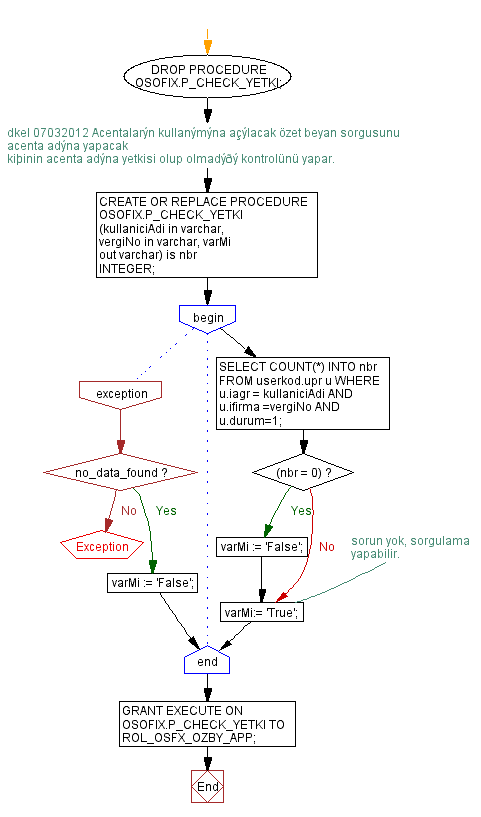 DROP PROCEDURE
OSOFIX.P_CHECK_YETKI;
dkel 07032012 Acentalarýn kullanýmýna açýlacak özet beyan sorgusunu
acenta adýna yapacak
kiþinin acenta adýna yetkisi olup olmadýðý kontrolünü yapar.
CREATE OR REPLACE PROCEDURE
OSOFIX.P_CHECK_YETKI
(kullaniciAdi in varchar,
vergiNo in varchar, varMi
out varchar) is nbr
INTEGER;
begin
SELECT COUNT(*) INTO nbr
FROM userkod.upr u WHERE
u.iagr = kullaniciAdi AND
u.ifirma =vergiNo AND
u.durum=1;
exception
no_data_found ?
(nbr = 0) ?
No
Yes
Yes
Exception
varMi := 'False';
No
sorun yok, sorgulama
yapabilir.
varMi := 'False';
varMi:= 'True';
end
GRANT EXECUTE ON
OSOFIX.P_CHECK_YETKI TO
ROL_OSFX_OZBY_APP;
End